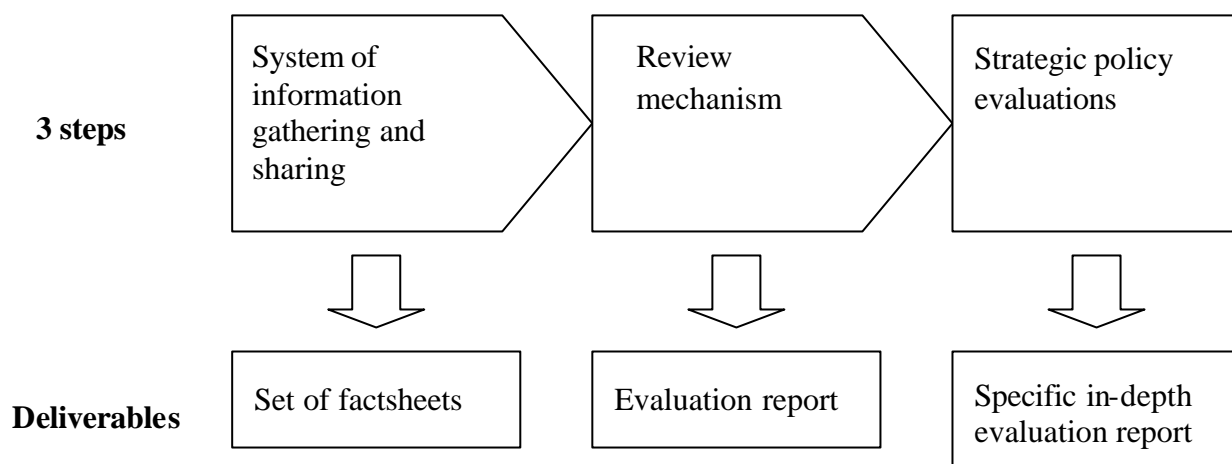 3 steps
System of
information
gathering and
sharing
Review
mechanism
Strategic policy
evaluations
Deliverables
Set of factsheets
Evaluation report
Specific in-depth
evaluation report